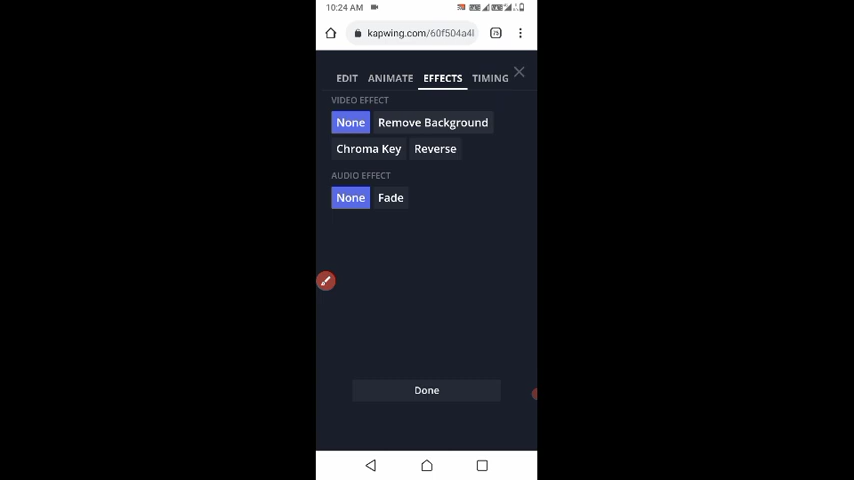 10:24 AM
kapwing.com/60f504a4l
EDIT ANIMATE EFFECTS TIMING
VIDEO EFFECT
None Remove Background
Chroma Key Reverse
AUDIO EFFECT
None Fade
Done